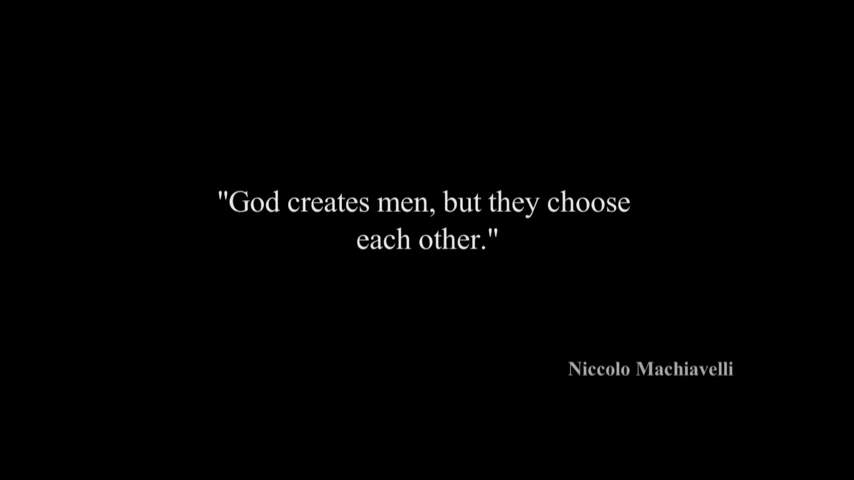 "God creates men, but they choose
each other."
Niccolo Machiavelli